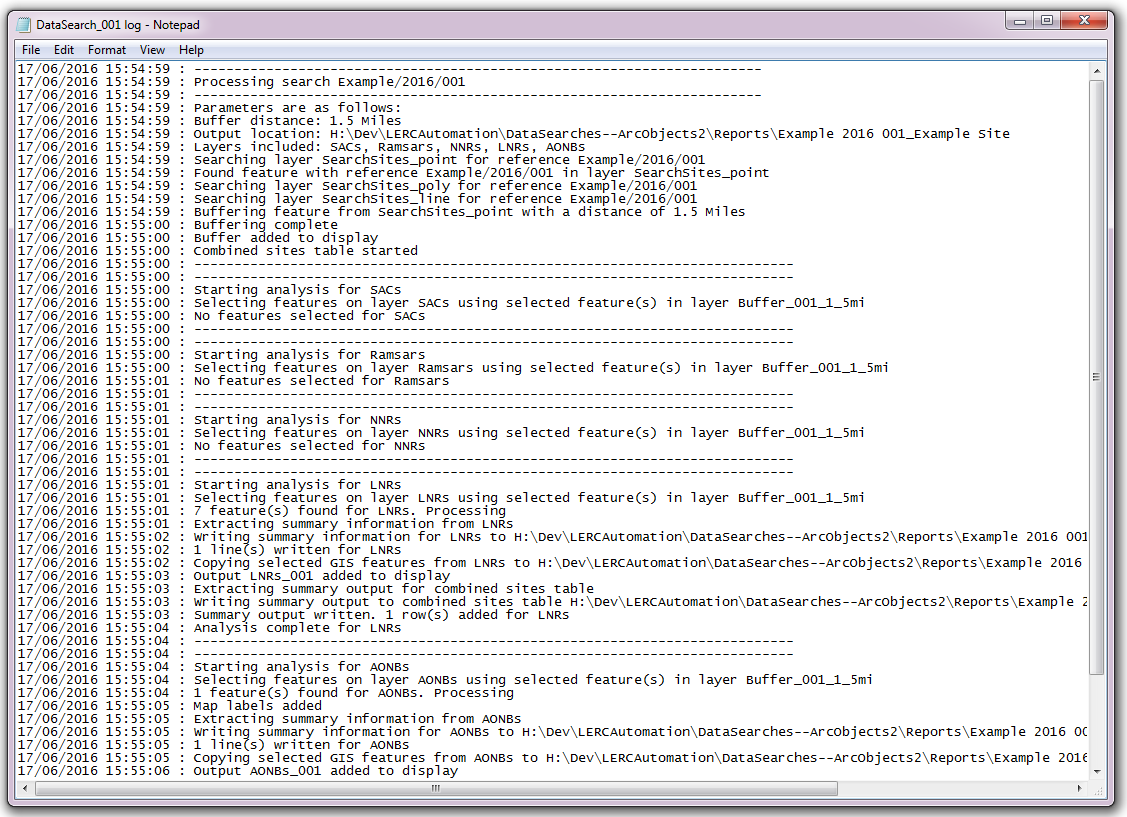 DataSearch_001 log - Notepad
File Edit Format View Help
17/06/2016 15:54:59 : -----------------------------------------------------------------------
17/06/2016 15:54:59 : Processing search Example/2016/001
17/06/2016 15:54:59 : -----------------------------------------------------------------------
17/06/2016 15:54:59 : Parameters are as follows:
17/06/2016 15:54:59 : Buffer distance: 1.5 Miles
17/06/2016 15:54:59 : Output location: H:\Dev\LERCAutomation\DataSearches--ArcObjects2\Reports\Example 2016 001_Example Site
17/06/2016 15:54:59 : Layers included: SACs, Ramsars, NNRs, LNRs, AONBs
17/06/2016 15:54:59 : Searching layer SearchSites_point for reference Example/2016/001
17/06/2016 15:54:59 : Found feature with reference Example/2016/001 in layer SearchSites_point
17/06/2016 15:54:59 : Searching layer SearchSites_poly for reference Example/2016/001
17/06/2016 15:54:59 : Searching layer SearchSites_line for reference Example/2016/001
17/06/2016 15:54:59 : Buffering feature from SearchSites_point with a distance of 1.5 Miles
17/06/2016 15:55:00 : Buffering complete
17/06/2016 15:55:00 : Buffer added to display
17/06/2016 15:55:00 : Combined sites table started
17/06/2016 15:55:00 : ---------------------------------------------------------------------------
17/06/2016 15:55:00 : ---------------------------------------------------------------------------
17/06/2016 15:55:00 : Starting analysis for SACs
17/06/2016 15:55:00 : Selecting features on layer SACs using selected feature(s) in layer Buffer_001_1_5mi
17/06/2016 15:55:00 : No features selected for SACs
17/06/2016 15:55:00 : ---------------------------------------------------------------------------
17/06/2016 15:55:00 : ---------------------------------------------------------------------------
17/06/2016 15:55:00 : Starting analysis for Ramsars
17/06/2016 15:55:00 : Selecting features on layer Ramsars using selected feature(s) in layer Buffer_001_1_5mi
17/06/2016 15:55:01 : No features selected for Ramsars
17/06/2016 15:55:01 : ---------------------------------------------------------------------------
17/06/2016 15:55:01 : ---------------------------------------------------------------------------
17/06/2016 15:55:01 : Starting analysis for NNRs
17/06/2016 15:55:01 : Selecting features on layer NNRs using selected feature(s) in layer Buffer_001_1_5mi
17/06/2016 15:55:01 : No features selected for NNRs
17/06/2016 15:55:01 : ---------------------------------------------------------------------------
17/06/2016 15:55:01 : ---------------------------------------------------------------------------
17/06/2016 15:55:01 : Starting analysis for LNRs
17/06/2016 15:55:01 : Selecting features on layer LNRs using selected feature(s) in layer Buffer_001_1_5mi
17/06/2016 15:55:01 : 7 feature(s) found for LNRs. Processing
17/06/2016 15:55:01 : Extracting summary information from LNRs
17/06/2016 15:55:02 : Writing summary information for LNRs to H:\Dev\LERCAutomation\DataSearches--ArcObjects2\Reports\Example 2016 001
17/06/2016 15:55:02 : 1 line(s) written for LNRs
17/06/2016 15:55:02 : Copying selected GIS features from LNRs to H:\Dev\LERCAutomation\DataSearches--ArcObjects2\Reports\Example 2016
17/06/2016 15:55:03 : Output LNRs_001 added to display
17/06/2016 15:55:03 : Extracting summary output for combined sites table
17/06/2016 15:55:03 : Writing summary output to combined sites table H:\Dev\LERCAutomation\DataSearches--ArcObjects2\Reports\Example 2
17/06/2016 15:55:03 : Summary output written. 1 row(s) added for LNRs
17/06/2016 15:55:04 : Analysis complete for LNRs
17/06/2016 15:55:04 : ---------------------------------------------------------------------------
17/06/2016 15:55:04 : ---------------------------------------------------------------------------
17/06/2016 15:55:04 : Starting analysis for AONBs
17/06/2016 15:55:04 : Selecting features on layer AONBs using selected feature(s) in layer Buffer_001_1_5mi
17/06/2016 15:55:04 : 1 feature(s) found for AONBs. Processing
17/06/2016 15:55:05 : Map labels added
17/06/2016 15:55:05 : Extracting summary information from AONBs
17/06/2016 15:55:05 : Writing summary information for AONBs to H:\Dev\LERCAutomation\DataSearches--ArcObjects2\Reports\Example 2016 00
17/06/2016 15:55:05 : 1 line(s) written for AONBs
17/06/2016 15:55:05 : Copying selected GIS features from AONBs to H:\Dev\LERCAutomation\DataSearches--ArcObjects2\Reports\Example 2016
17/06/2016 15:55:06 : Output AONBs_001 added to display